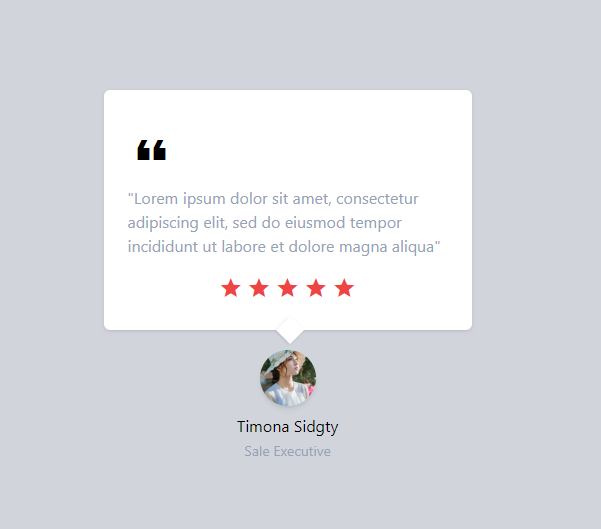 ❝
"Lorem ipsum dolor sit amet, consectetur
adipiscing elit, sed do eiusmod tempor
incididunt ut labore et dolore magna aliqua"
Timona Sidgty
Sale Executive